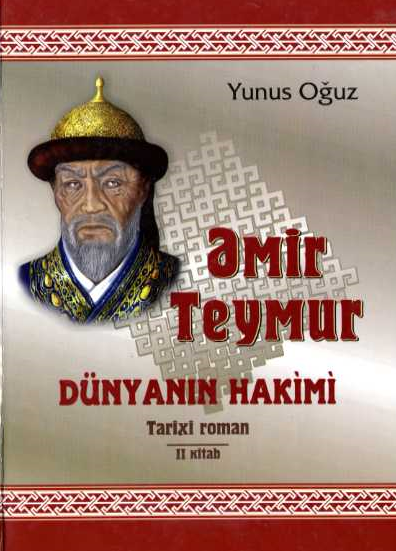 Yunus Oğuz
Əmir
Teymur
DÜNYANIN HAKİMİ
Tarixi roman
II kitab